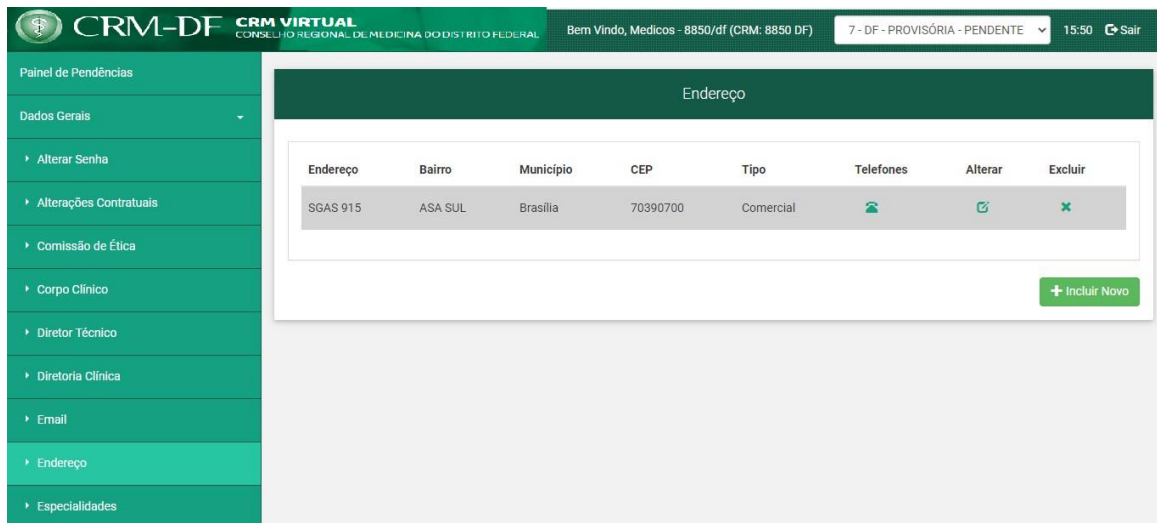 CRM-DF
CRM VIRTUAL
CONSELHO REGIONAL DE MEDICINA DO DISTRITO FEDERAL
Bem Vindo, Medicos - 8850/df (CRM: 8850 DF)
7 - DF - PROVISÓRIA - PENDENTE
15:50 Sair
Painel de Pendências
Dados Gerais
Alterar Senha
Alterações Contratuais
Comissão de Ética
Corpo Clínico
Diretor Técnico
Diretoria Clínica
Email
Endereço
Especialidades
Endereço
Endereço Bairro Município CEP Tipo Telefones Alterar Excluir
SGAS 915 ASA SUL Brasília 70390700 Comercial
+ Incluir Novo